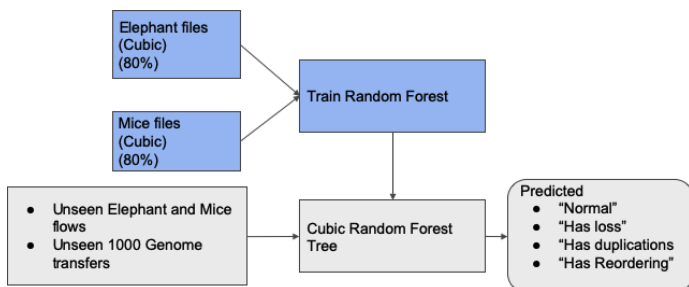 Elephant files
(Cubic)
(80%)
Train Random Forest
Mice files
(Cubic)
(80%)
● Unseen Elephant and Mice
flows
● Unseen 1000 Genome
transfers
Cubic Random Forest
Tree
Predicted
● “Normal”
● “Has loss”
● “Has duplications
● “Has Reordering”